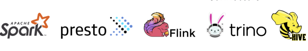 APACHE
Spark
presto
Flink
trino
HIVE